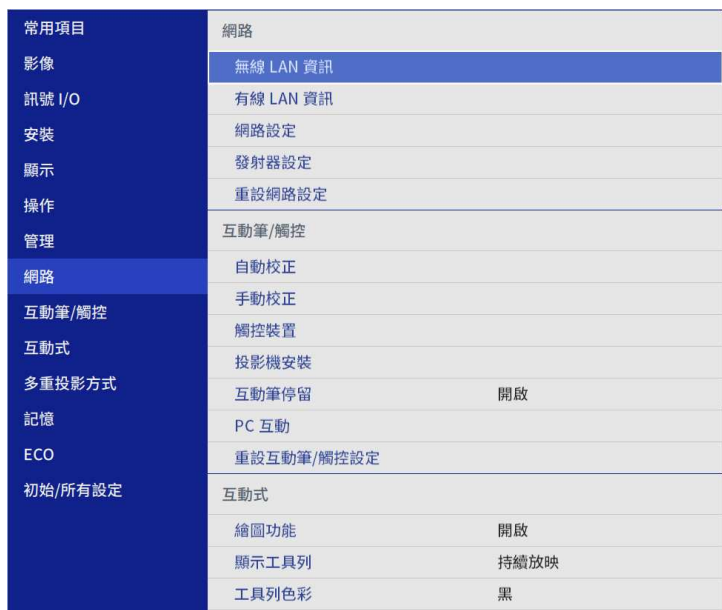 常用項目
影像
訊號 I/O
安裝
顯示
操作
管理
網路
互動筆/觸控
互動式
多重投影方式
記憶
ECO
初始/所有設定
網路
無線 LAN 資訊
有線 LAN 資訊
網路設定
發射器設定
重設網路設定
互動筆/觸控
自動校正
手動校正
觸控裝置
投影機安裝
互動筆停留 開啟
PC 互動
重設互動筆/觸控設定
互動式
繪圖功能 開啟
顯示工具列 持續放映
工具列色彩 黑